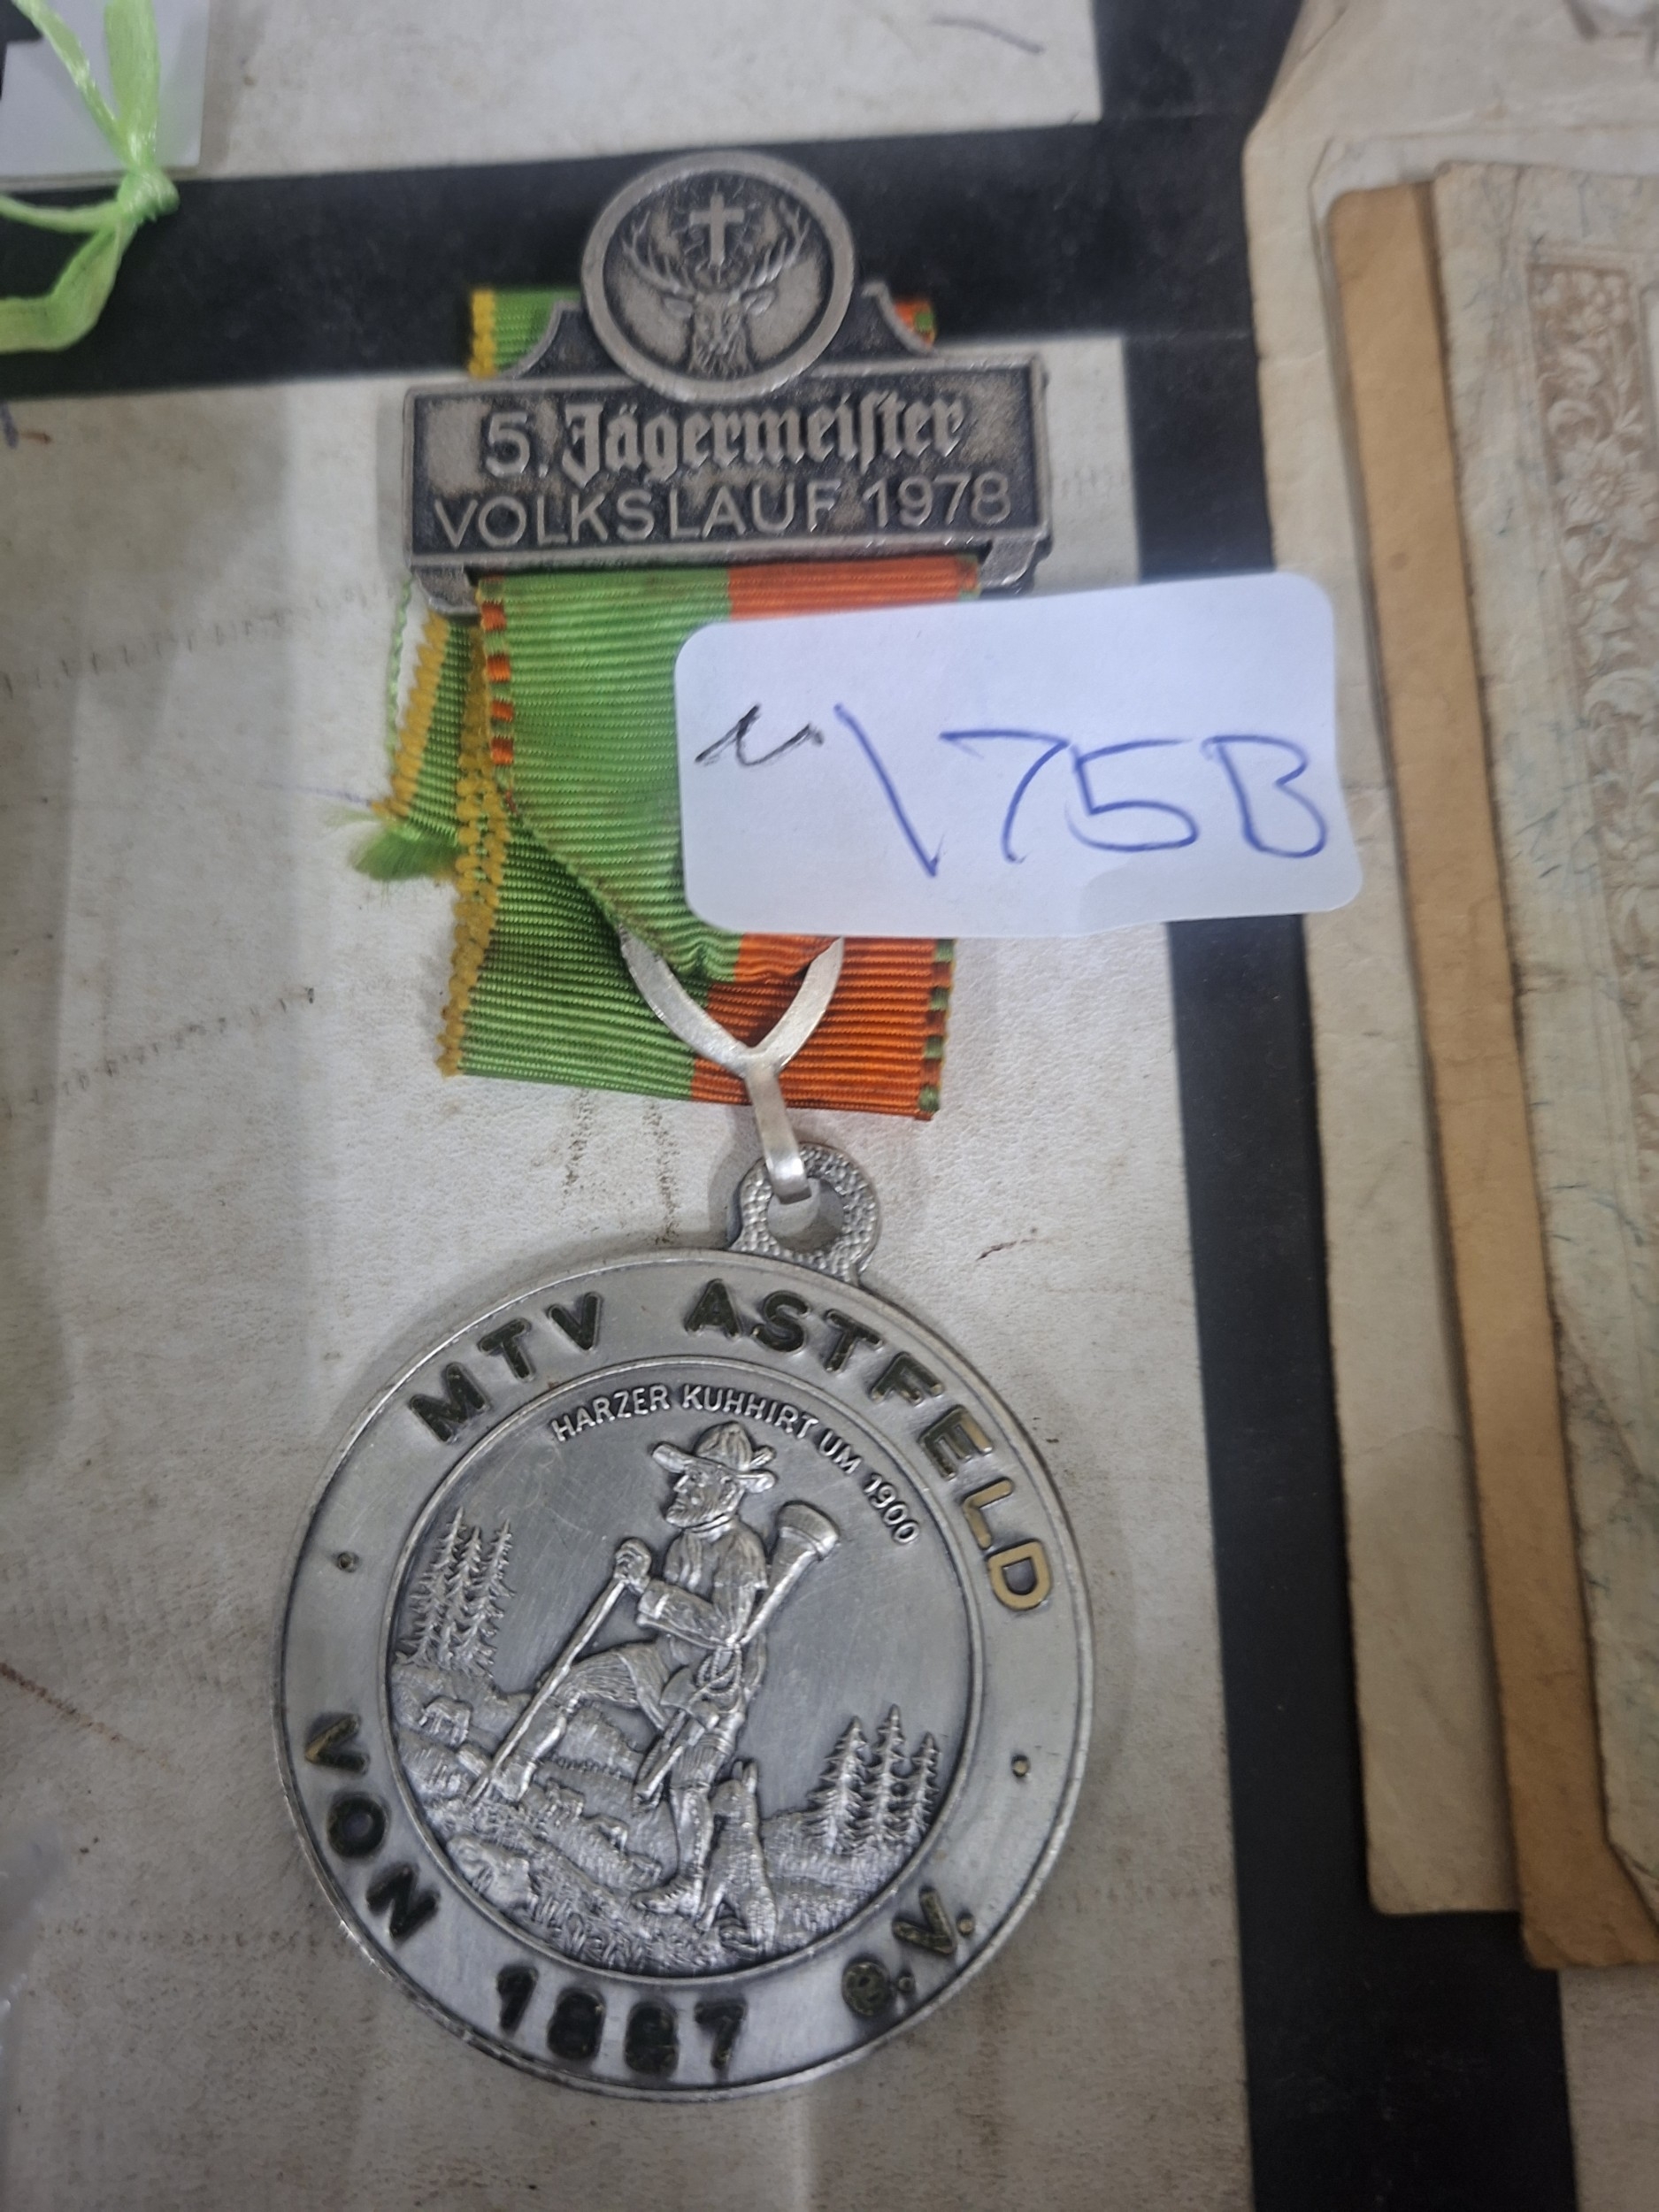 5. Jägermeister
VOLKSLAUF 1978
175B
MTV ASTFELD
HARZER KUHHIRT UM 1900
VON 1887 e.V.